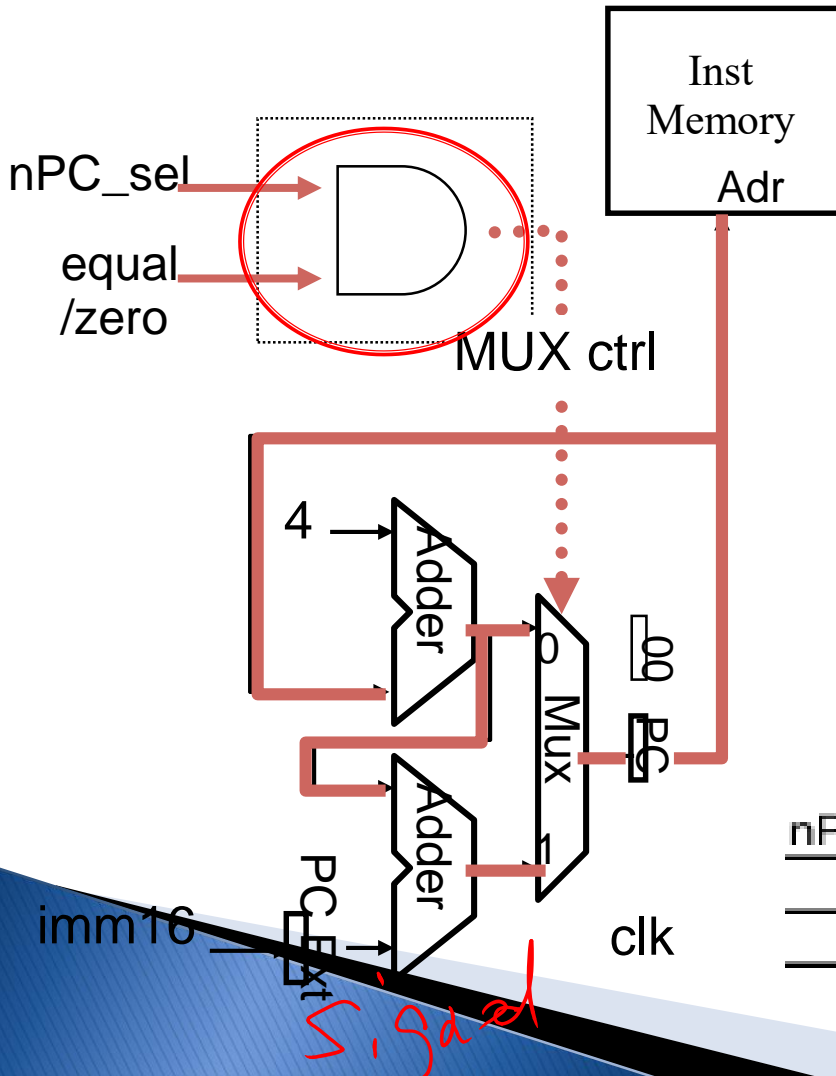 Inst
Memory
Adr
nPC_sel
equal
/zero
MUX ctrl
4
Adder
0
00
Mux
PC
Adder
1
nP
PC Ext
imm16
clk